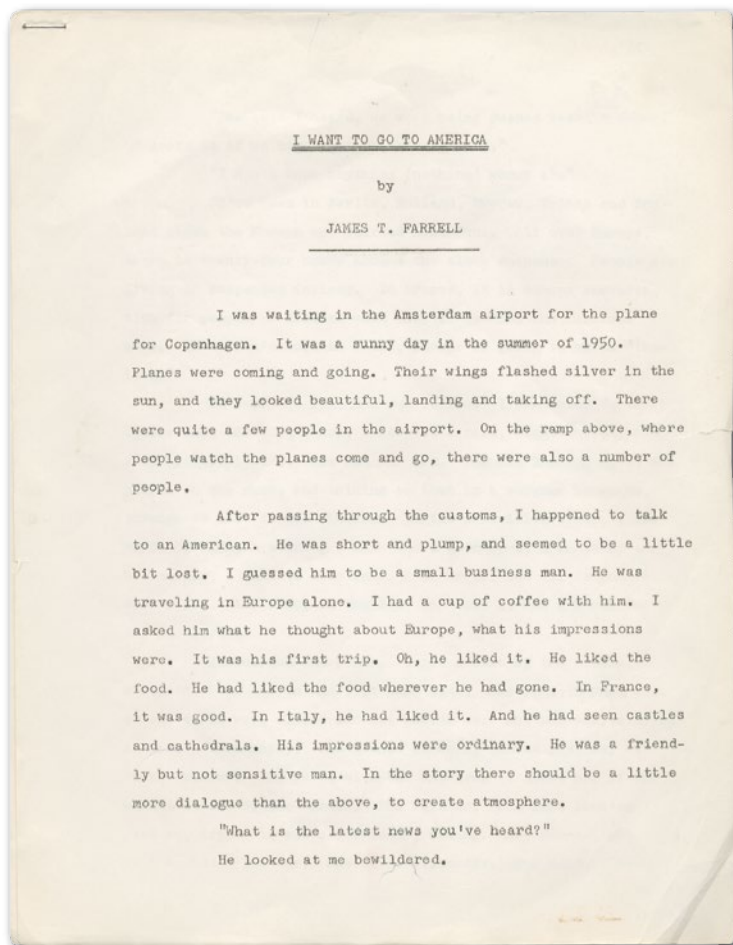 I WANT TO GO TO AMERICA
by
JAMES T. FARRELL
I was waiting in the Amsterdam airport for the plane
for Copenhagen. It was a sunny day in the summer of 1950.
Planes were coming and going. Their wings flashed silver in the
sun, and they looked beautiful, landing and taking off. There
were quite a few people in the airport. On the ramp above, where
people watch the planes come and go, there were also a number of
people.
After passing through the customs, I happened to talk
to an American. He was short and plump, and seemed to be a little
bit lost. I guessed him to be a small business man. He was
traveling in Europe alone. I had a cup of coffee with him. I
asked him what he thought about Europe, what his impressions
were. It was his first trip. Oh, he liked it. He liked the
food. He had liked the food wherever he had gone. In France,
it was good. In Italy, he had liked it. And he had seen castles
and cathedrals. His impressions were ordinary. He was a friend-
ly but not sensitive man. In the story there should be a little
more dialogue than the above, to create atmosphere.
"What is the latest news you've heard?"
He looked at me bewildered.